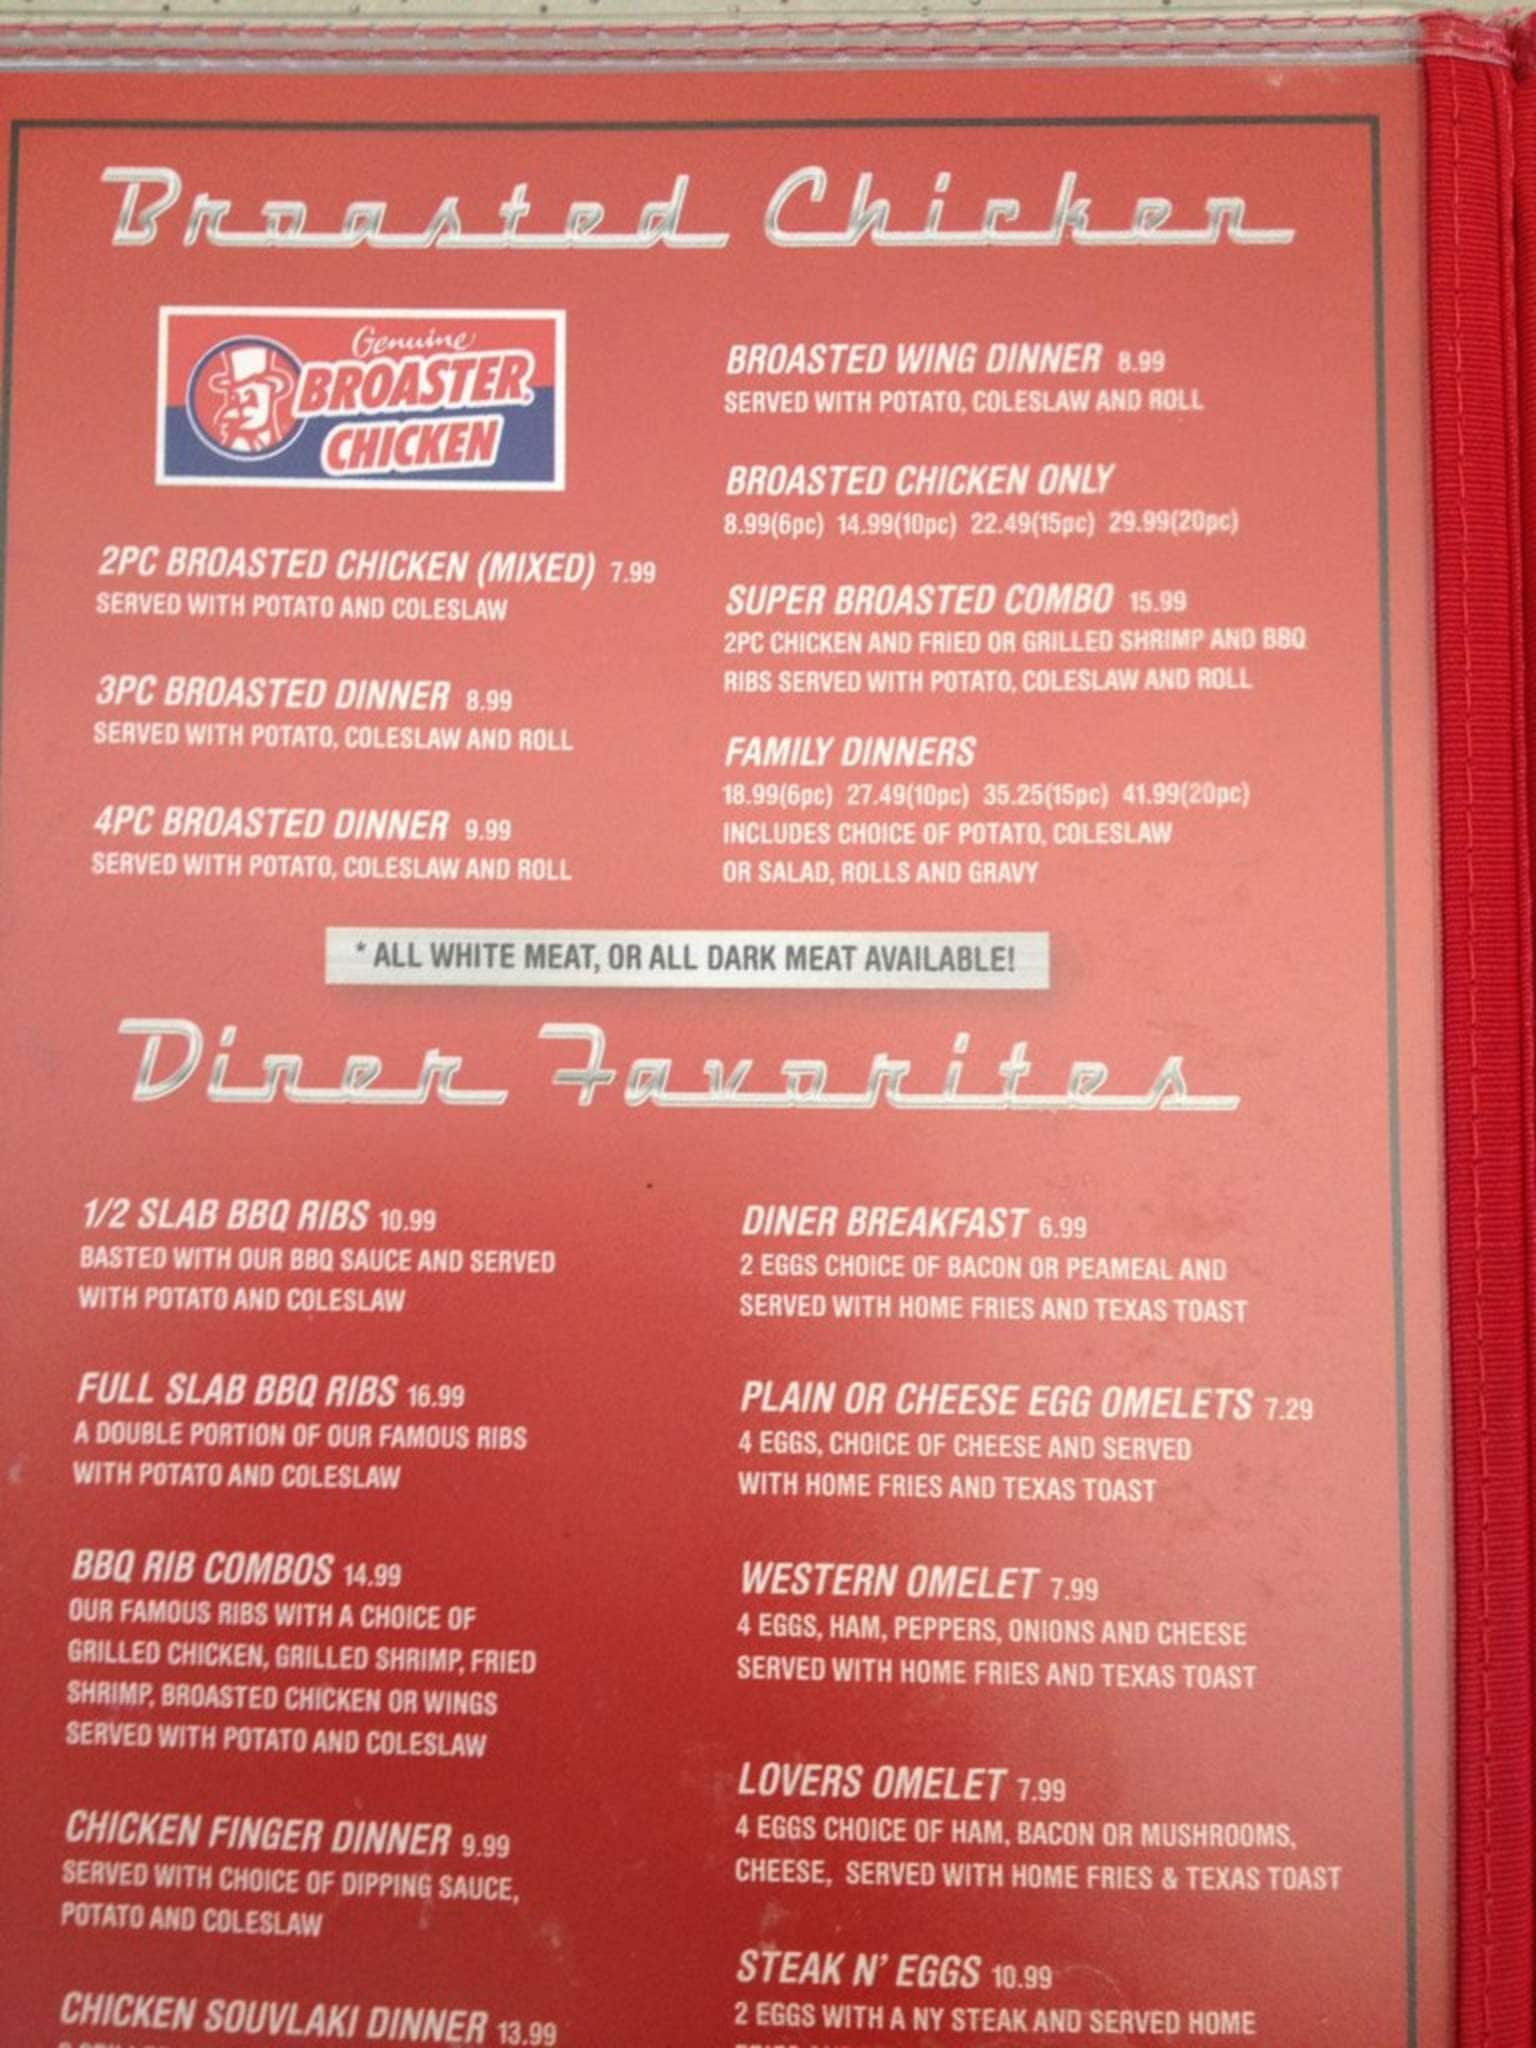 Broasted Chicken
Genuine
BROASTER
CHICKEN
2PC BROASTED CHICKEN (MIXED) 7.99
SERVED WITH POTATO AND COLESLAW
3PC BROASTED DINNER 8.99
SERVED WITH POTATO, COLESLAW AND ROLL
4PC BROASTED DINNER 9.99
SERVED WITH POTATO, COLESLAW AND ROLL
BROASTED WING DINNER 8.99
SERVED WITH POTATO, COLESLAW AND ROLL
BROASTED CHICKEN ONLY
8.99(6pc) 14.99(10pc) 22.49(15pc) 29.99(20pc)
SUPER BROASTED COMBO 15.99
2PC CHICKEN AND FRIED OR GRILLED SHRIMP AND BBQ
RIBS SERVED WITH POTATO, COLESLAW AND ROLL
FAMILY DINNERS
18.99(6pc) 27.49(10pc) 35.25(15pc) 41.99(20pc)
INCLUDES CHOICE OF POTATO, COLESLAW
OR SALAD, ROLLS AND GRAVY
* ALL WHITE MEAT, OR ALL DARK MEAT AVAILABLE!
Diner Favorites
1/2 SLAB BBQ RIBS 10.99
BASTED WITH OUR BBQ SAUCE AND SERVED
WITH POTATO AND COLESLAW
FULL SLAB BBQ RIBS 16.99
A DOUBLE PORTION OF OUR FAMOUS RIBS
WITH POTATO AND COLESLAW
BBQ RIB COMBOS 14.99
OUR FAMOUS RIBS WITH A CHOICE OF
GRILLED CHICKEN, GRILLED SHRIMP, FRIED
SHRIMP, BROASTED CHICKEN OR WINGS
SERVED WITH POTATO AND COLESLAW
CHICKEN FINGER DINNER 9.99
SERVED WITH CHOICE OF DIPPING SAUCE,
POTATO AND COLESLAW
CHICKEN SOUVLAKI DINNER 13.99
DINER BREAKFAST 6.99
2 EGGS CHOICE OF BACON OR PEAMEAL AND
SERVED WITH HOME FRIES AND TEXAS TOAST
PLAIN OR CHEESE EGG OMELETS 7.29
4 EGGS, CHOICE OF CHEESE AND SERVED
WITH HOME FRIES AND TEXAS TOAST
WESTERN OMELET 7.99
4 EGGS, HAM, PEPPERS, ONIONS AND CHEESE
SERVED WITH HOME FRIES AND TEXAS TOAST
LOVERS OMELET 7.99
4 EGGS CHOICE OF HAM, BACON OR MUSHROOMS,
CHEESE, SERVED WITH HOME FRIES & TEXAS TOAST
STEAK N' EGGS 10.99
2 EGGS WITH A NY STEAK AND SERVED HOME